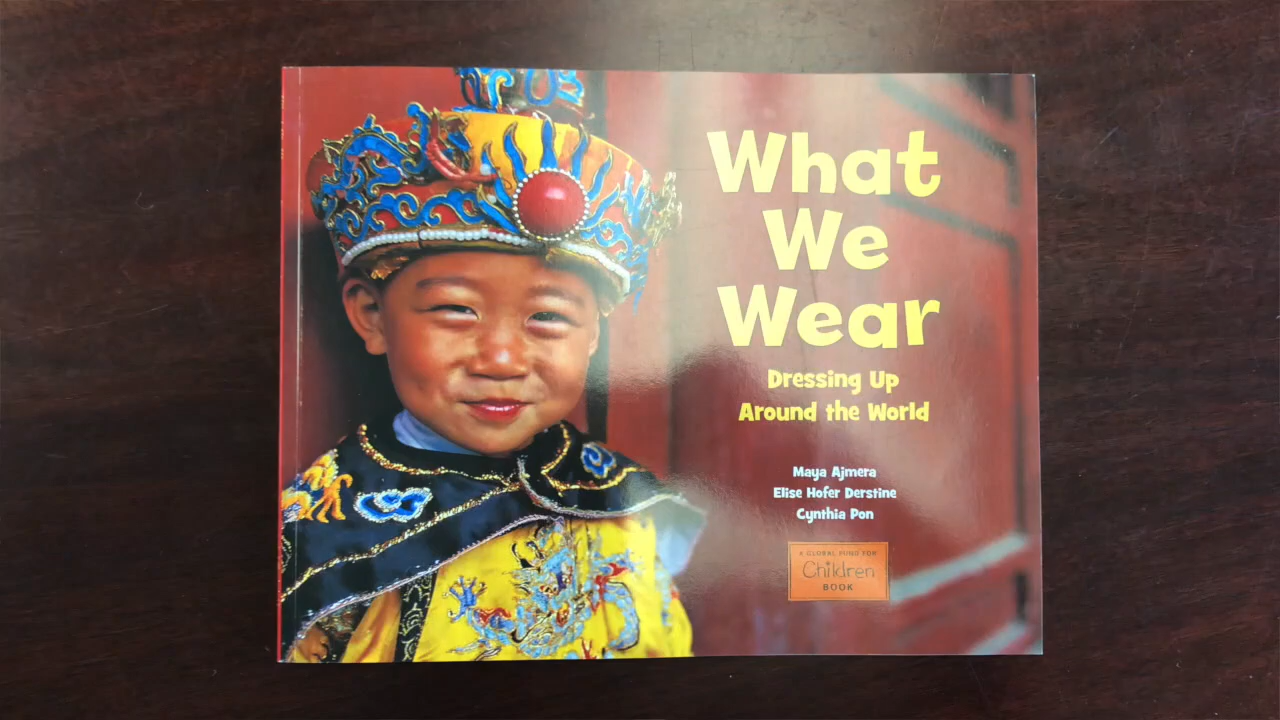 What
We
Wear
Dressing Up
Around the World
Maya Ajmera
Elise Hofer Derstine
Cynthia Pon
A GLOBAL FUND FOR
Children
BOOK